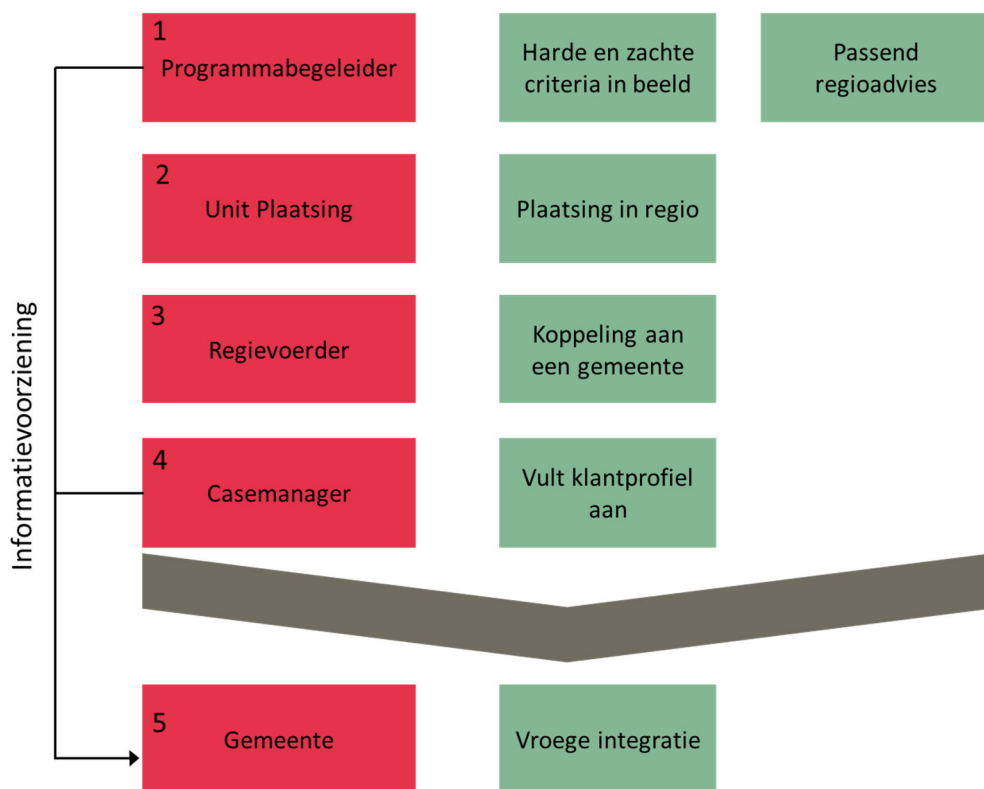 1
Programmabegeleider
Harde en zachte
criteria in beeld
Passend
regioadvies
2
Unit Plaatsing
Plaatsing in regio
3
Regievoerder
Koppeling aan
een gemeente
4
Casemanager
Vult klantprofiel
aan
Informatievoorziening
5
Gemeente
Vroege integratie